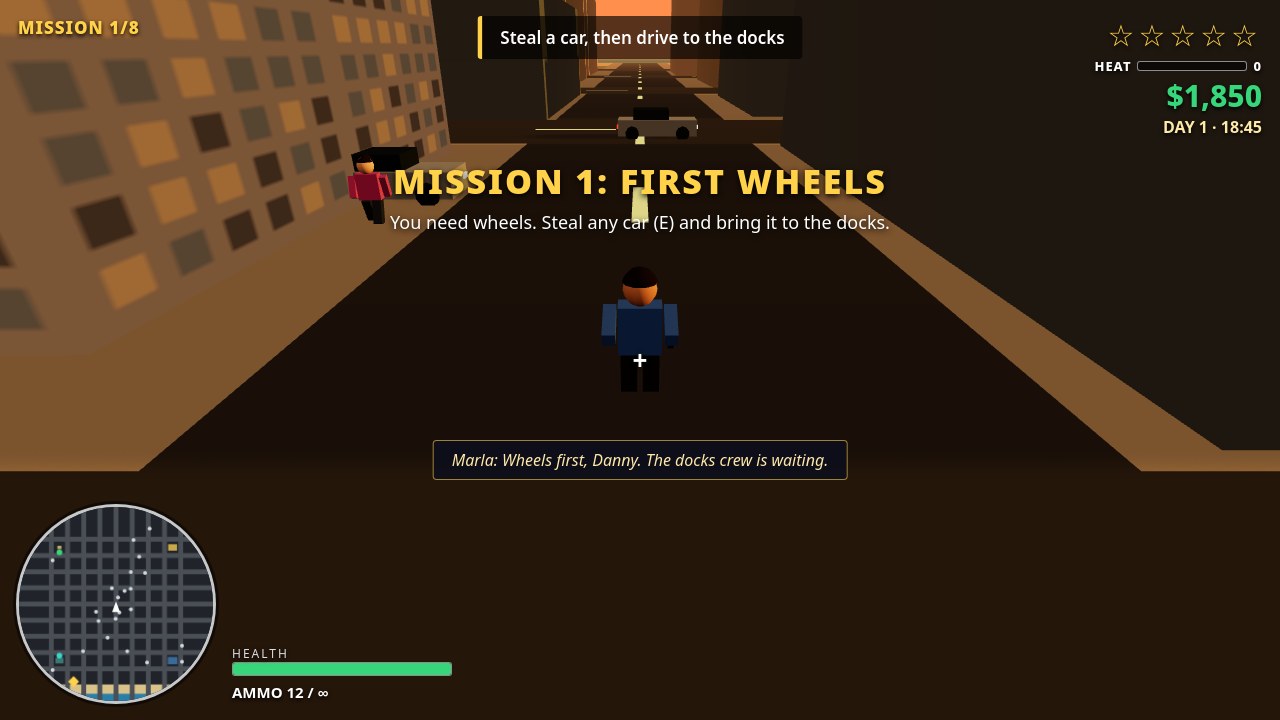 MISSION 1/8
Steal a car, then drive to the docks
☆☆☆☆☆
HEAT 0
$1,850
DAY 1 · 18:45
MISSION 1: FIRST WHEELS
You need wheels. Steal any car (E) and bring it to the docks.
+
Marla: Wheels first, Danny. The docks crew is waiting.
HEALTH
AMMO 12 / ∞